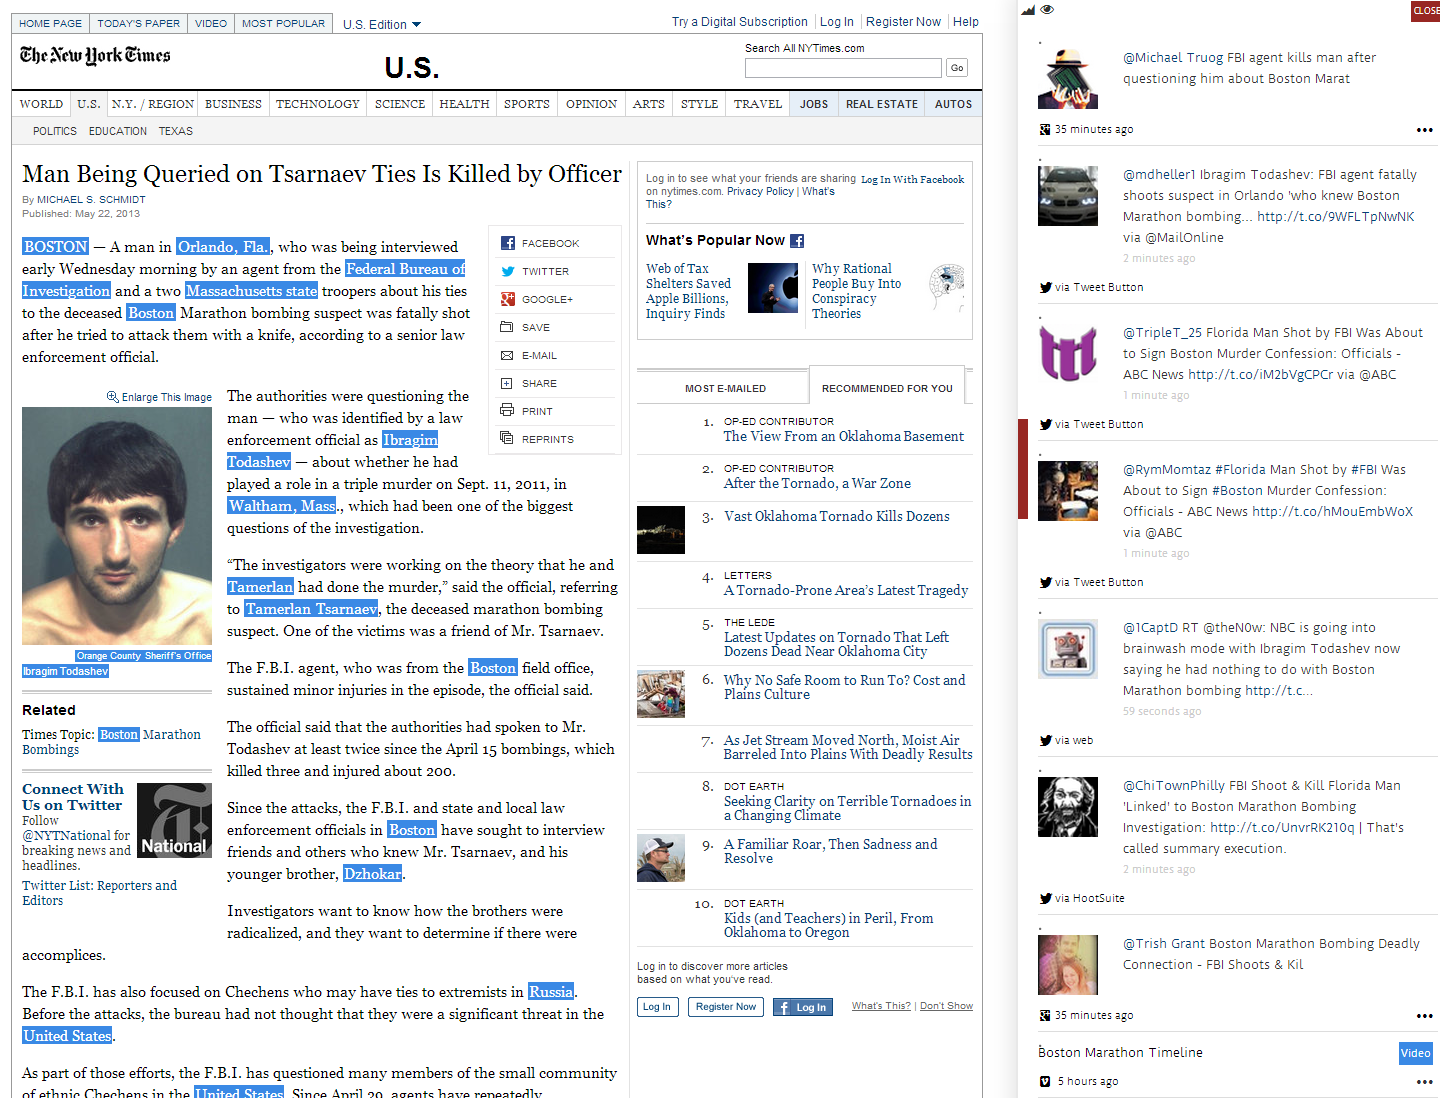 HOME PAGE
TODAY'S PAPER
VIDEO
MOST POPULAR
U.S. Edition
Try a Digital Subscription
Log In
Register Now
Help
The New York Times
U.S.
Search All NYTimes.com
Go
WORLD
U.S.
N.Y. / REGION
BUSINESS
TECHNOLOGY
SCIENCE
HEALTH
SPORTS
OPINION
ARTS
STYLE
TRAVEL
JOBS
REAL ESTATE
AUTOS
POLITICS
EDUCATION
TEXAS
Man Being Queried on Tsarnaev Ties Is Killed by Officer
By MICHAEL S. SCHMIDT
Published: May 22, 2013
BOSTON — A man in Orlando, Fla., who was being interviewed
early Wednesday morning by an agent from the Federal Bureau of
Investigation and a two Massachusetts state troopers about his ties
to the deceased Boston Marathon bombing suspect was fatally shot
after he tried to attack them with a knife, according to a senior law
enforcement official.
FACEBOOK
TWITTER
GOOGLE+
SAVE
E-MAIL
SHARE
PRINT
REPRINTS
Enlarge This Image
Orange County Sheriff's Office
Ibragim Todashev
The authorities were questioning the
man — who was identified by a law
enforcement official as Ibragim
Todashev — about whether he had
played a role in a triple murder on Sept. 11, 2011, in
Waltham, Mass., which had been one of the biggest
questions of the investigation.
“The investigators were working on the theory that he and
Tamerlan had done the murder,” said the official, referring
to Tamerlan Tsarnaev, the deceased marathon bombing
suspect. One of the victims was a friend of Mr. Tsarnaev.
The F.B.I. agent, who was from the Boston field office,
sustained minor injuries in the episode, the official said.
The official said that the authorities had spoken to Mr.
Todashev at least twice since the April 15 bombings, which
killed three and injured about 200.
Since the attacks, the F.B.I. and state and local law
enforcement officials in Boston have sought to interview
friends and others who knew Mr. Tsarnaev, and his
younger brother, Dzhokar.
Investigators want to know how the brothers were
radicalized, and they want to determine if there were
accomplices.
The F.B.I. has also focused on Chechens who may have ties to extremists in Russia.
Before the attacks, the bureau had not thought that they were a significant threat in the
United States.
As part of those efforts, the F.B.I. has questioned many members of the small community
of ethnic Chechens in the United States. Since April 29, agents have repeatedly
Related
Times Topic: Boston Marathon
Bombings
Connect With
Us on Twitter
Follow
@NYTNational for
breaking news and
headlines.
T
National
Twitter List: Reporters and
Editors
Log in to see what your friends are sharing
on nytimes.com. Privacy Policy | What's
This?
Log In With Facebook
What's Popular Now
Web of Tax
Shelters Saved
Apple Billions,
Inquiry Finds
Why Rational
People Buy Into
Conspiracy
Theories
MOST E-MAILED
RECOMMENDED FOR YOU
1. OP-ED CONTRIBUTOR
The View From an Oklahoma Basement
2. OP-ED CONTRIBUTOR
After the Tornado, a War Zone
3. Vast Oklahoma Tornado Kills Dozens
4. LETTERS
A Tornado-Prone Area's Latest Tragedy
5. THE LEDE
Latest Updates on Tornado That Left
Dozens Dead Near Oklahoma City
6. Why No Safe Room to Run To? Cost and
Plains Culture
7. As Jet Stream Moved North, Moist Air
Barreled Into Plains With Deadly Results
8. DOT EARTH
Seeking Clarity on Terrible Tornadoes in
a Changing Climate
9. A Familiar Roar, Then Sadness and
Resolve
10. DOT EARTH
Kids (and Teachers) in Peril, From
Oklahoma to Oregon
Log in to discover more articles
based on what you've read.
Log In
Register Now
Log In
What's This? | Don't Show
CLOSE
@Michael Truog FBI agent kills man after
questioning him about Boston Marat
35 minutes ago
@mdheller1 Ibragim Todashev: FBI agent fatally
shoots suspect in Orlando 'who knew Boston
Marathon bombing... http://t.co/9WFLTpNwNK
via @MailOnline
2 minutes ago
via Tweet Button
@TripleT_25 Florida Man Shot by FBI Was About
to Sign Boston Murder Confession: Officials -
ABC News http://t.co/iM2bVgCPCr via @ABC
1 minute ago
via Tweet Button
@RymMomtaz #Florida Man Shot by #FBI Was
About to Sign #Boston Murder Confession:
Officials - ABC News http://t.co/hMouEmbWoX
via @ABC
1 minute ago
via Tweet Button
@1CaptD RT @theN0w: NBC is going into
brainwash mode with Ibragim Todashev now
saying he had nothing to do with Boston
Marathon bombing http://t.c...
59 seconds ago
via web
@ChiTownPhilly FBI Shoot & Kill Florida Man
'Linked' to Boston Marathon Bombing
Investigation: http://t.co/UnvrRK210q | That's
called summary execution.
2 minutes ago
via HootSuite
@Trish Grant Boston Marathon Bombing Deadly
Connection - FBI Shoots & Kil
35 minutes ago
Boston Marathon Timeline
Video
5 hours ago